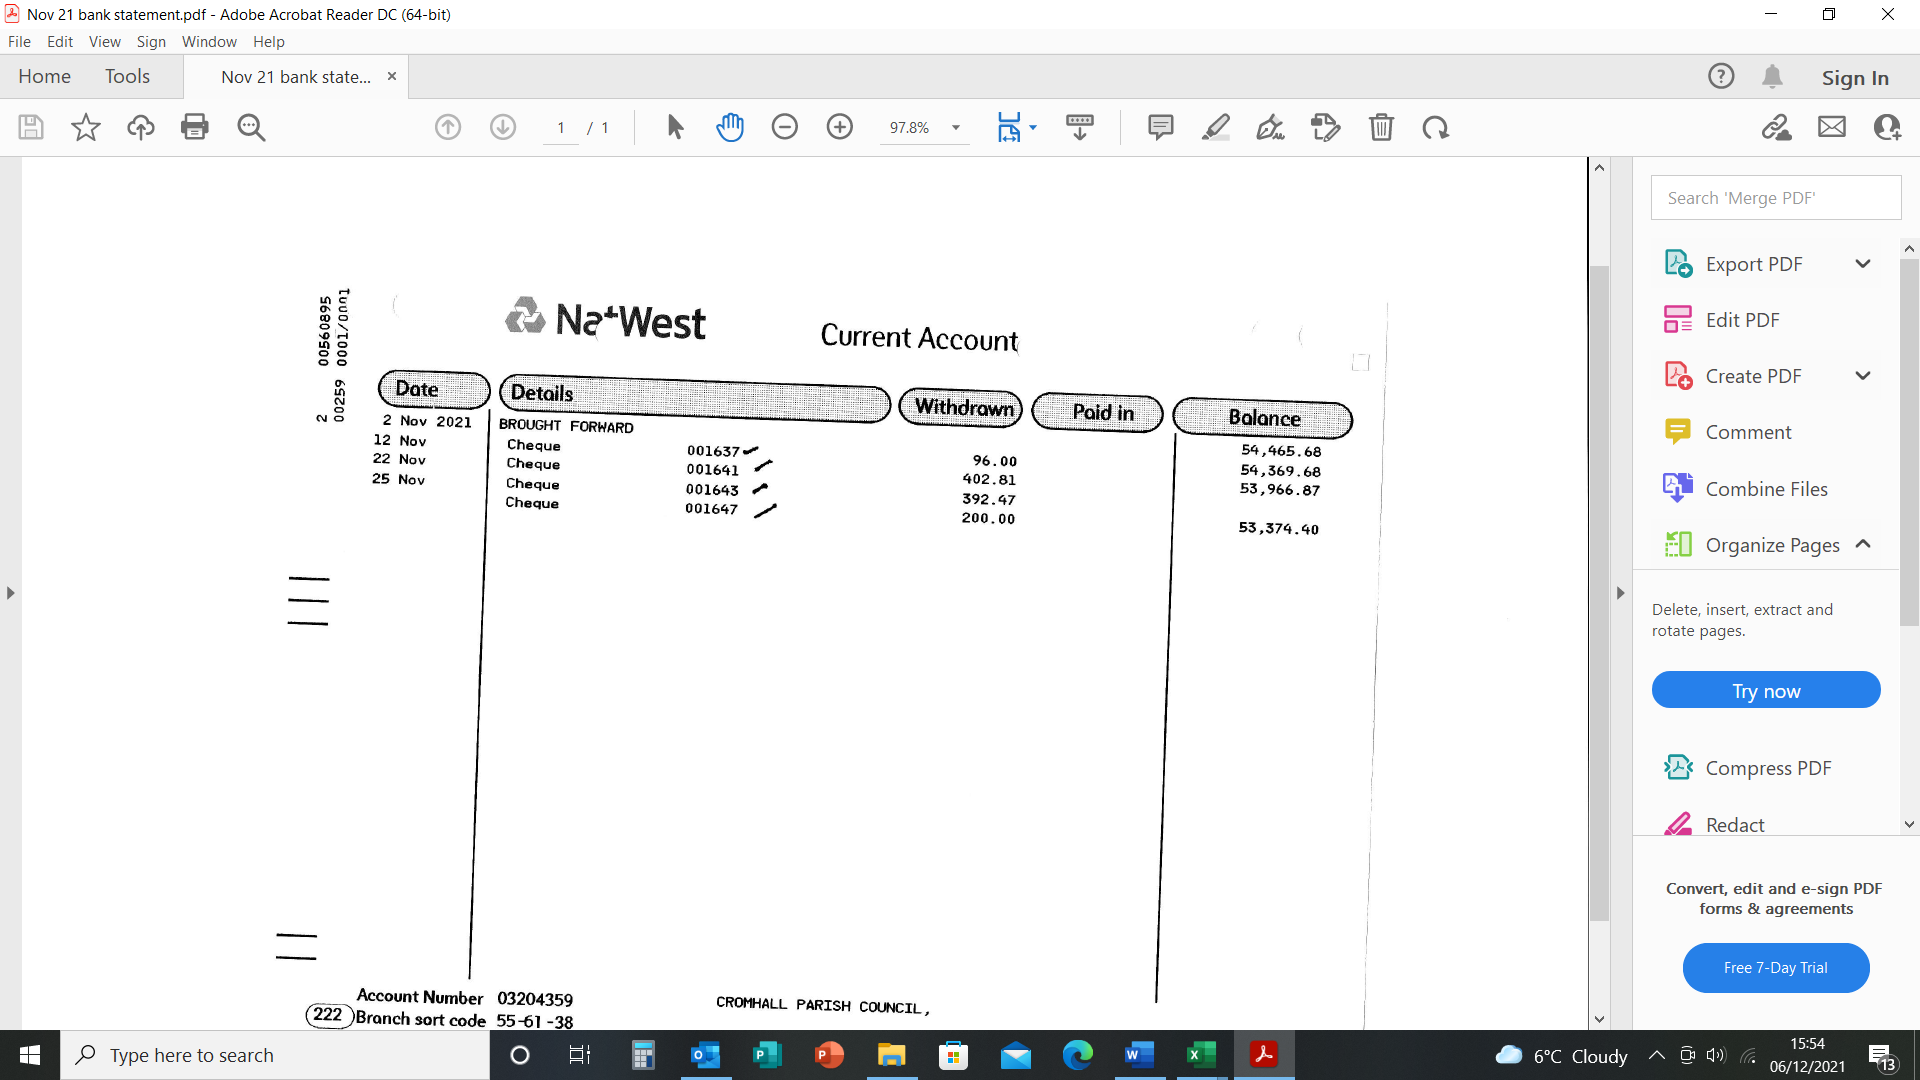 Nov 21 bank statement.pdf - Adobe Acrobat Reader DC (64-bit)
File Edit View Sign Window Help
Home Tools Nov 21 bank state... × Sign In
1 / 1 97.8%
Search 'Merge PDF'
Export PDF
Edit PDF
Create PDF
Comment
Combine Files
Organize Pages
Delete, insert, extract and
rotate pages.
Try now
Compress PDF
Redact
Convert, edit and e-sign PDF
forms & agreements
Free 7-Day Trial
2 00560895
00259 0001/0001
NatWest Current Account
Date Details Withdrawn Paid in Balance
2 Nov 2021 BROUGHT FORWARD 54,465.68
12 Nov Cheque 001637 96.00 54,369.68
22 Nov Cheque 001641 402.81 53,966.87
25 Nov Cheque 001643 392.47
Cheque 001647 200.00 53,374.40
Account Number 03204359 CROMHALL PARISH COUNCIL,
222 Branch sort code 55-61-38
Type here to search
6°C Cloudy
15:54
06/12/2021
13